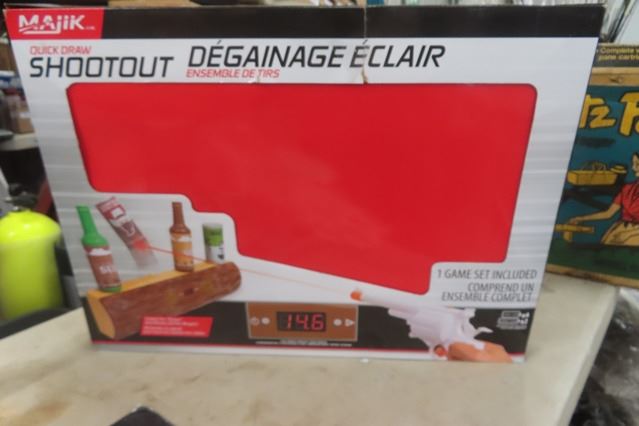 MAJIK
QUICK DRAW
SHOOTOUT
DÉGAINAGE ÉCLAIR
ENSEMBLE DE TIRS
1 GAME SET INCLUDED
COMPREND UN
ENSEMBLE COMPLET
14.6
Complete